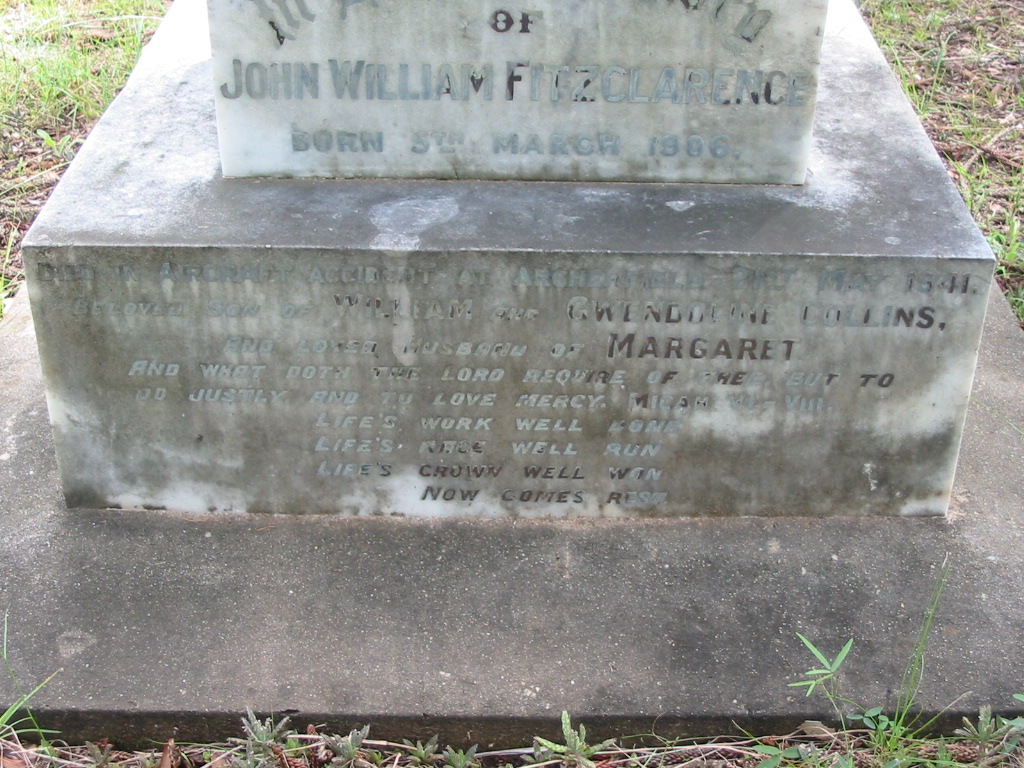 OF
JOHN WILLIAM FITZCLARENCE
BORN 5TH MARCH 1906.
DIED IN AIRCRAFT ACCIDENT AT ARCHERFIELD 21ST MAY 1941.
BELOVED SON OF WILLIAM AND GWENDOLINE COLLINS,
AND LOVED HUSBAND OF MARGARET
AND WHAT DOTH THE LORD REQUIRE OF THEE BUT TO
DO JUSTLY, AND TO LOVE MERCY. MICAH VI-VIII.
LIFE'S WORK WELL DONE
LIFE'S RACE WELL RUN
LIFE'S CROWN WELL WON
NOW COMES REST